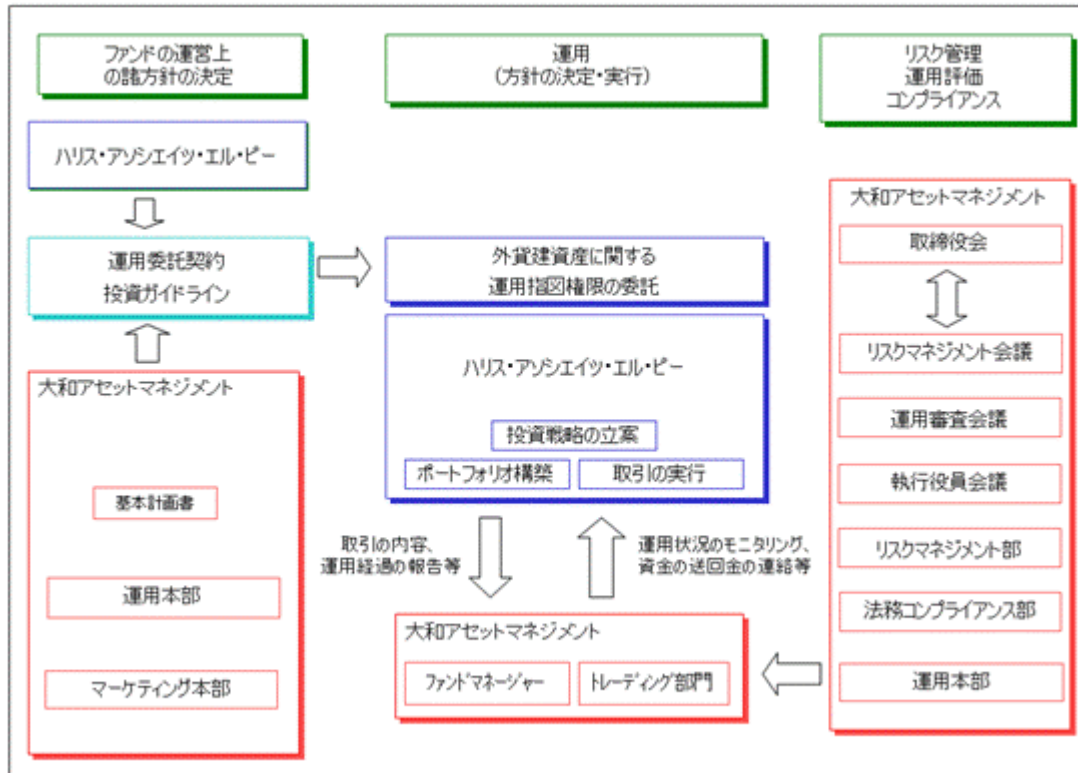 ファンドの運営上
の諸方針の決定
運用
(方針の決定・実行)
リスク管理
運用評価
コンプライアンス
ハリス・アソシエイツ・エル・ピー
運用委託契約
投資ガイドライン
大和アセットマネジメント
基本計画書
運用本部
マーケティング本部
外貨建資産に関する
運用指図権限の委託
ハリス・アソシエイツ・エル・ピー
投資戦略の立案
ポートフォリオ構築
取引の実行
取引の内容、
運用経過の報告等
運用状況のモニタリング、
資金の送回金の連絡等
大和アセットマネジメント
ファンドマネージャー
トレーディング部門
大和アセットマネジメント
取締役会
リスクマネジメント会議
運用審査会議
執行役員会議
リスクマネジメント部
法務コンプライアンス部
運用本部